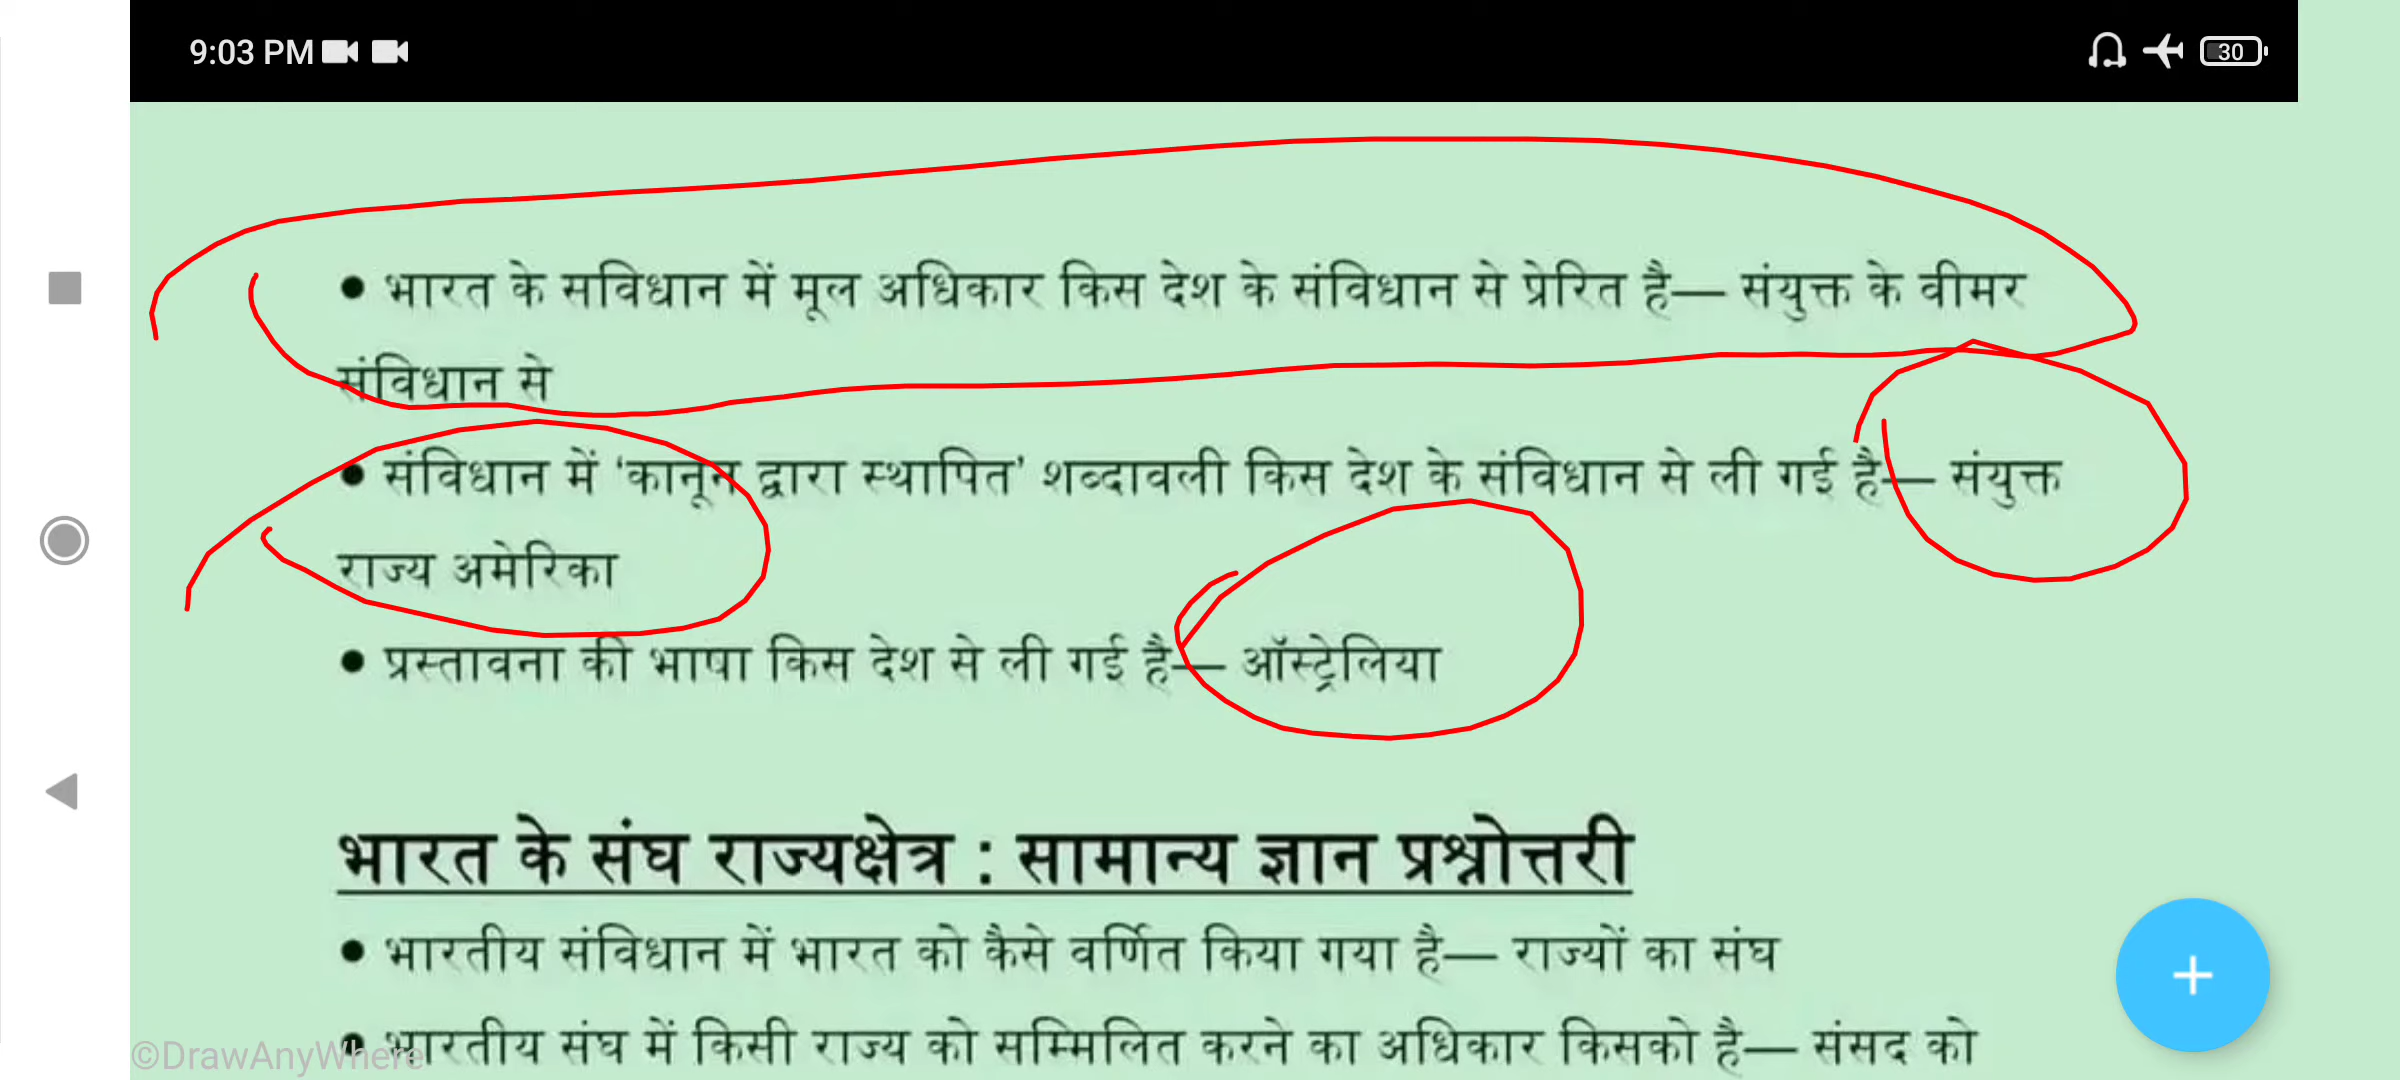 9:03 PM
30
● भारत के सविधान में मूल अधिकार किस देश के संविधान से प्रेरित है— संयुक्त के वीमर
संविधान से
● संविधान में ‘कानून द्वारा स्थापित’ शब्दावली किस देश के संविधान से ली गई है— संयुक्त
राज्य अमेरिका
● प्रस्तावना की भाषा किस देश से ली गई है— ऑस्ट्रेलिया
भारत के संघ राज्यक्षेत्र : सामान्य ज्ञान प्रश्नोत्तरी
● भारतीय संविधान में भारत को कैसे वर्णित किया गया है— राज्यों का संघ
● भारतीय संघ में किसी राज्य को सम्मिलित करने का अधिकार किसको है— संसद को
©DrawAnyWhere